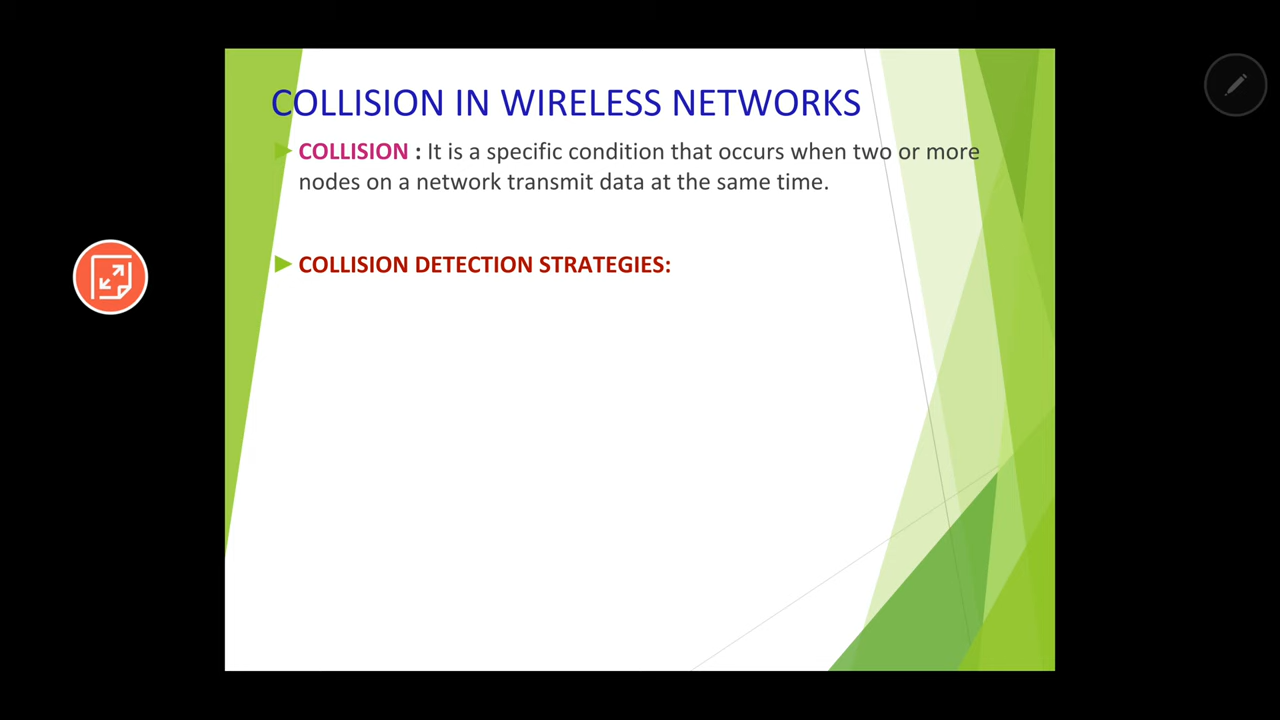 COLLISION IN WIRELESS NETWORKS
COLLISION : It is a specific condition that occurs when two or more
nodes on a network transmit data at the same time.
COLLISION DETECTION STRATEGIES: